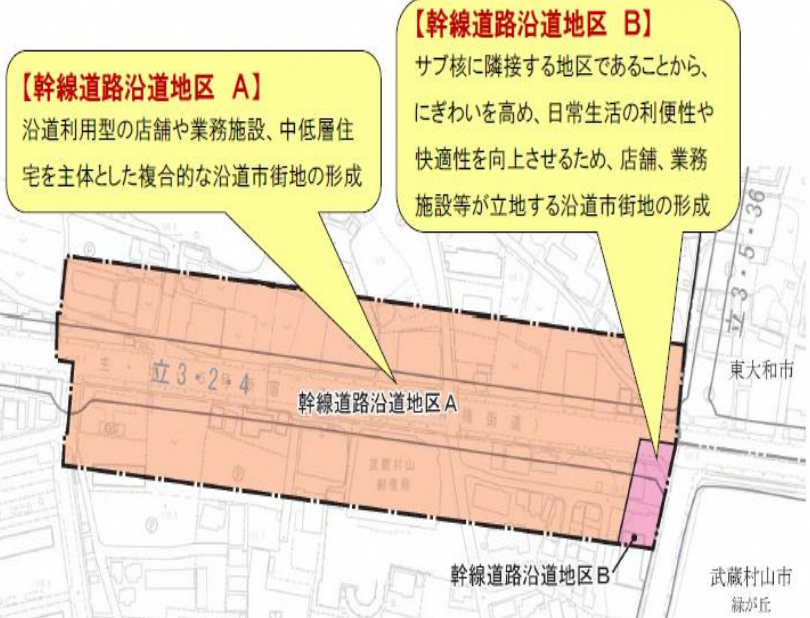 【幹線道路沿道地区 A】
沿道利用型の店舗や業務施設、中低層住
宅を主体とした複合的な沿道市街地の形成
【幹線道路沿道地区 B】
サブ核に隣接する地区であることから、
にぎわいを高め、日常生活の利便性や
快適性を向上させるため、店舗、業務
施設等が立地する沿道市街地の形成
立3・5・36
東大和市
立3・2・4
幹線道路沿道地区A
武蔵村山
郵便局
幹線道路沿道地区B
武蔵村山市
緑が丘